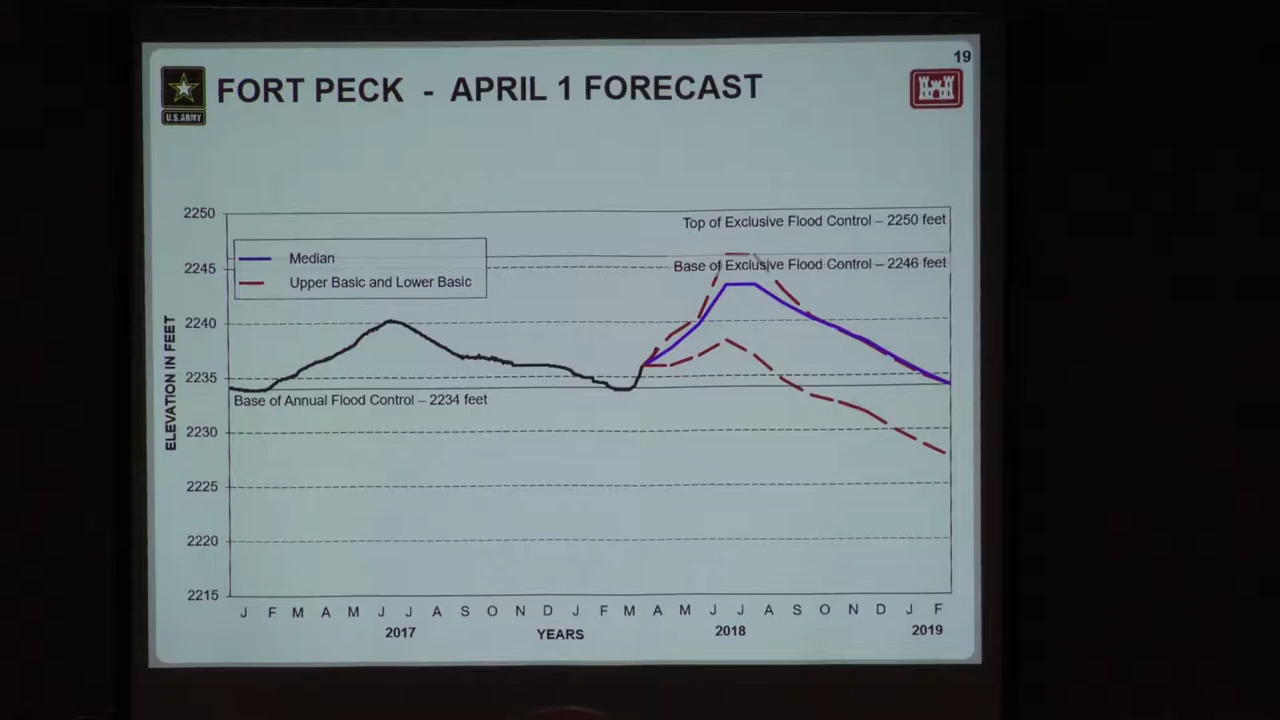 19
FORT PECK - APRIL 1 FORECAST
U.S.ARMY
2250
Top of Exclusive Flood Control – 2250 feet
Median
Base of Exclusive Flood Control – 2246 feet
2245
Upper Basic and Lower Basic
2240
ELEVATION IN FEET
2235
Base of Annual Flood Control – 2234 feet
2230
2225
2220
2215
J F M A M J J A S O N D J F M A M J J A S O N D J F
2017 YEARS 2018 2019